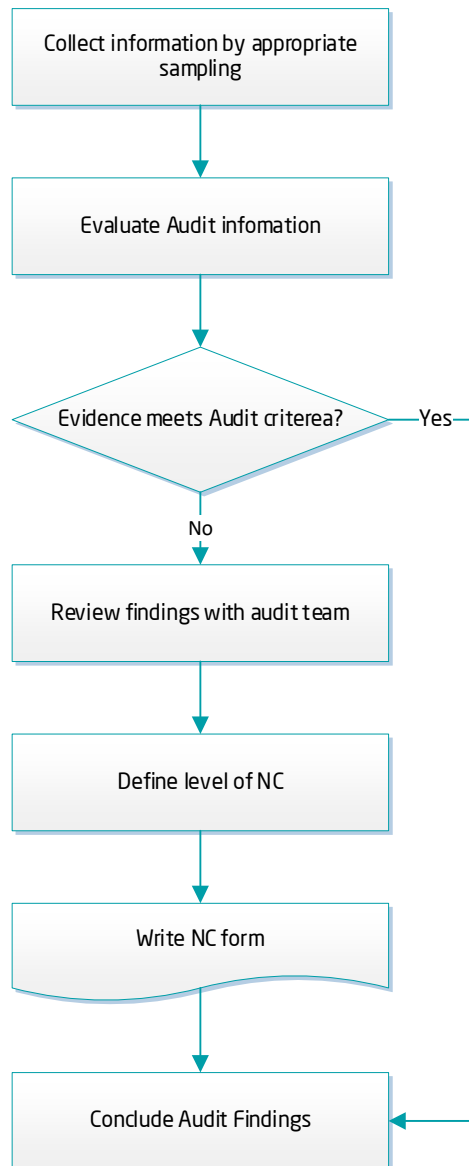 Collect information by appropriate
sampling
Evaluate Audit infomation
Evidence meets Audit criterea?
Yes
No
Review findings with audit team
Define level of NC
Write NC form
Conclude Audit Findings